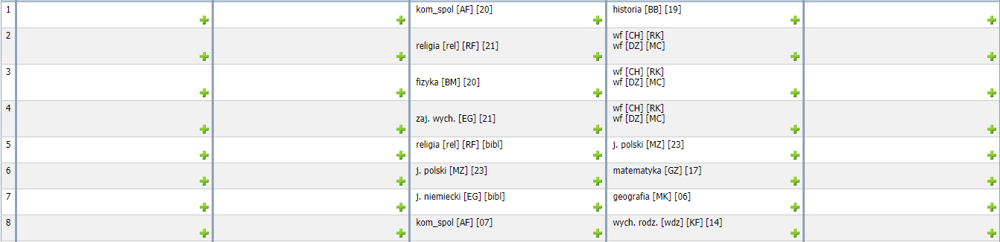 1
kom_spol [AF] [20]
historia [BB] [19]
2
religia [rel] [RF] [21]
wf [CH] [RK]
wf [DZ] [MC]
3
fizyka [BM] [20]
wf [CH] [RK]
wf [DZ] [MC]
4
zaj. wych. [EG] [21]
wf [CH] [RK]
wf [DZ] [MC]
5
religia [rel] [RF] [bibl]
j. polski [MZ] [23]
6
j. polski [MZ] [23]
matematyka [GZ] [17]
7
j. niemiecki [EG] [bibl]
geografia [MK] [06]
8
kom_spol [AF] [07]
wych. rodz. [wdz] [KF] [14]